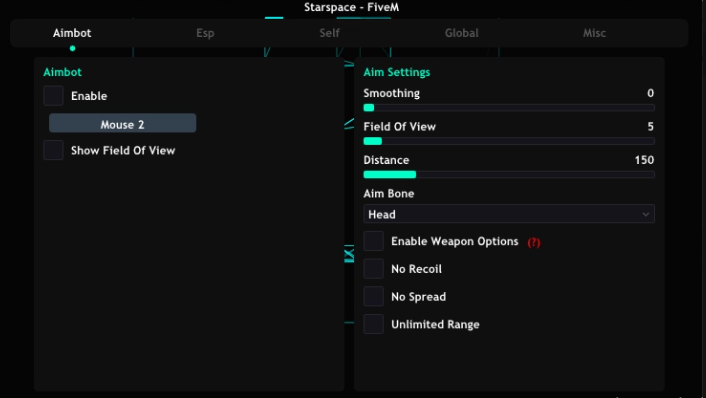 Starspace - FiveM
Aimbot Esp Self Global Misc
Aimbot
Enable
Mouse 2
Show Field Of View
Aim Settings
Smoothing 0
Field Of View 5
Distance 150
Aim Bone
Head
Enable Weapon Options (?)
No Recoil
No Spread
Unlimited Range